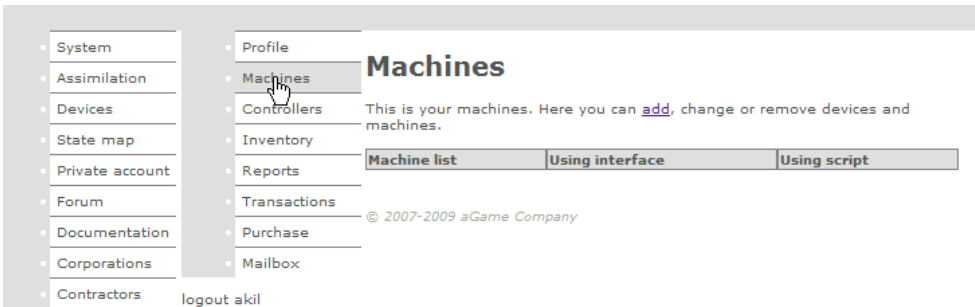 System
Assimilation
Devices
State map
Private account
Forum
Documentation
Corporations
Contractors
Profile
Machines
Controllers
Inventory
Reports
Transactions
Purchase
Mailbox
logout akil
Machines
This is your machines. Here you can add, change or remove devices and
machines.
Machine list Using interface Using script
© 2007-2009 aGame Company